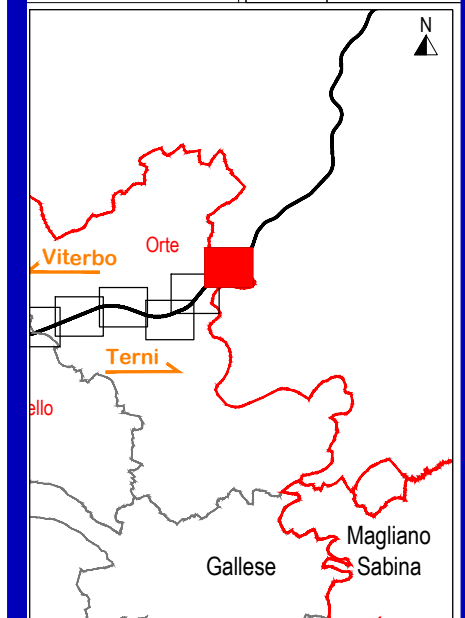 N
Orte
Viterbo
Terni
ello
Magliano
Sabina
Gallese